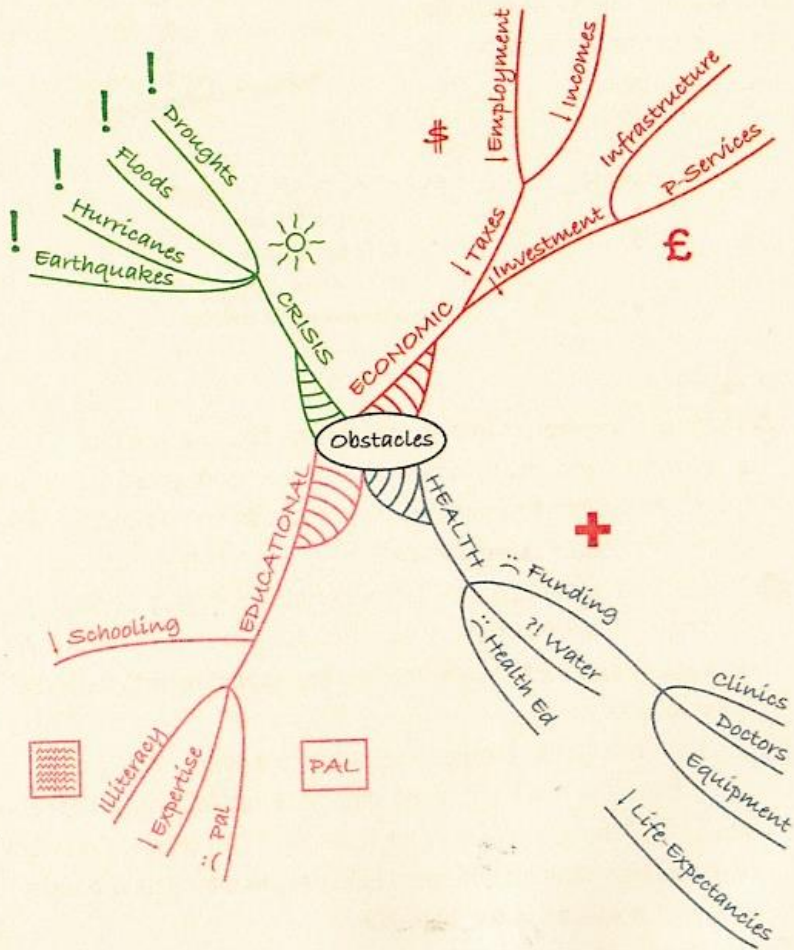 Obstacles
CRISIS
! Droughts
! Floods
! Hurricanes
! Earthquakes
ECONOMIC
↓ Taxes
↓ Employment
↓ Incomes
$
↓ Investment
Infrastructure
P-Services
£
HEALTH
:( Funding
Clinics
Doctors
Equipment
?! Water
:( Health Ed
↓ Life-Expectancies
EDUCATIONAL
↓ Schooling
Illiteracy
↓ Expertise
:( Pal
PAL